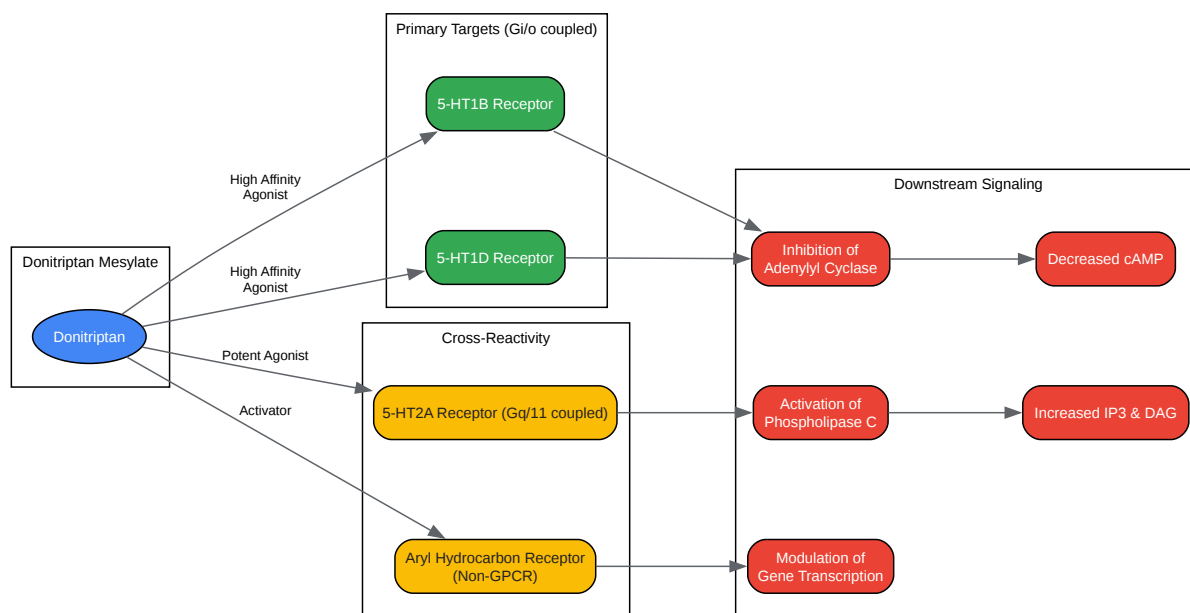 Primary Targets (Gi/o coupled)
5-HT1B Receptor
High Affinity
Agonist
Downstream Signaling
5-HT1D Receptor
Inhibition of
Adenylyl Cyclase
Decreased cAMP
Donitriptan Mesylate
High Affinity
Agonist
Donitriptan
Cross-Reactivity
Potent Agonist
5-HT2A Receptor (Gq/11 coupled)
Activation of
Phospholipase C
Increased IP3 & DAG
Activator
Aryl Hydrocarbon Receptor
(Non-GPCR)
Modulation of
Gene Transcription